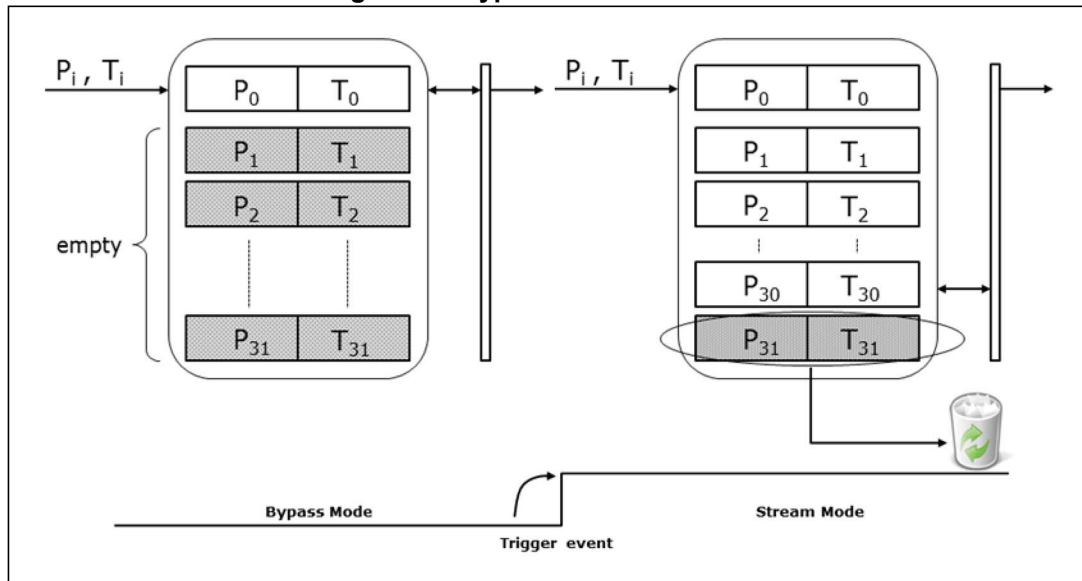 P_i , T_i
P_0 T_0
P_1 T_1
P_2 T_2
empty
P_31 T_31
P_i , T_i
P_0 T_0
P_1 T_1
P_2 T_2
P_30 T_30
P_31 T_31
Bypass Mode
Trigger event
Stream Mode